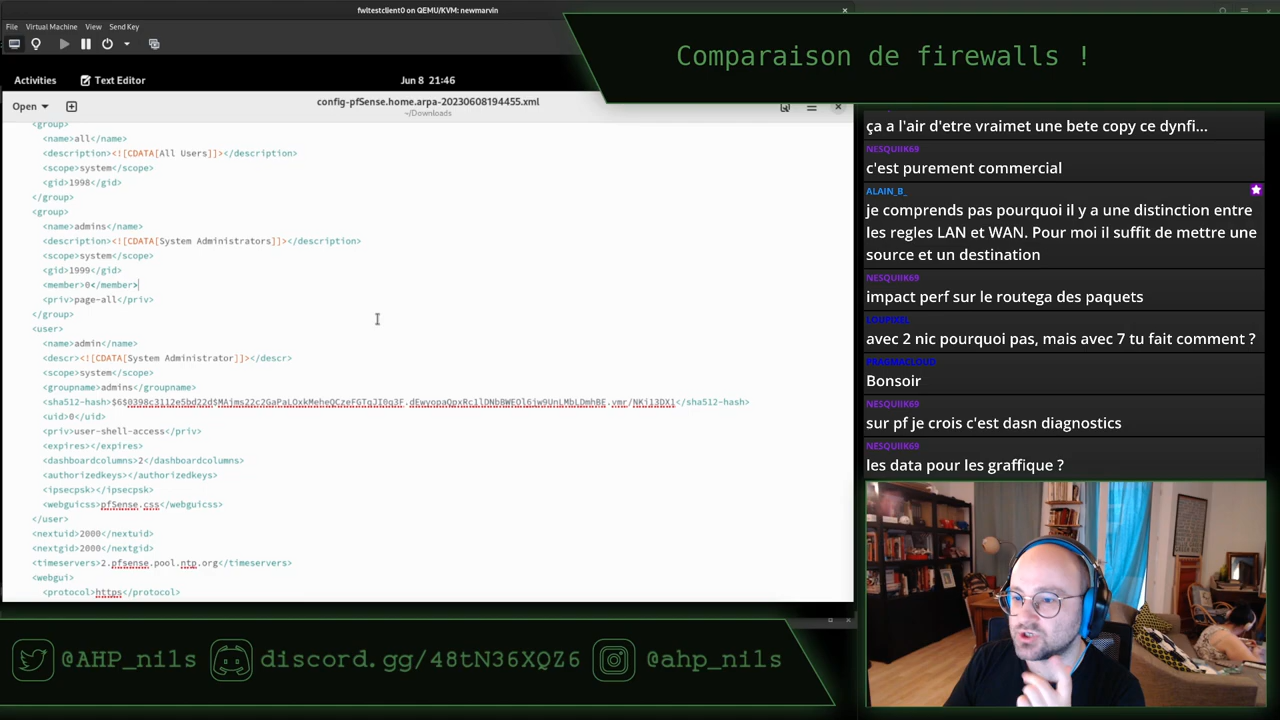 fwltestclient0 on QEMU/KVM: newmarvin
File Virtual Machine View Send Key
Comparaison de firewalls !
Activities Text Editor Jun 8 21:46
Open config-pfSense.home.arpa-20230608194455.xml
~/Downloads
<group>
<name>all</name>
<description><![CDATA[All Users]]></description>
<scope>system</scope>
<gid>1998</gid>
</group>
<group>
<name>admins</name>
<description><![CDATA[System Administrators]]></description>
<scope>system</scope>
<gid>1999</gid>
<member>0</member>
<priv>page-all</priv>
</group>
<user>
<name>admin</name>
<descr><![CDATA[System Administrator]]></descr>
<scope>system</scope>
<groupname>admins</groupname>
<sha512-hash></sha512-hash>
<uid>0</uid>
<priv>user-shell-access</priv>
<expires></expires>
<dashboardcolumns>2</dashboardcolumns>
<authorizedkeys></authorizedkeys>
<ipsecpsk></ipsecpsk>
<webguicss>pfSense.css</webguicss>
</user>
<nextuid>2000</nextuid>
<nextgid>2000</nextgid>
<timeservers>2.pfsense.pool.ntp.org</timeservers>
<webgui>
<protocol>https</protocol>
ça a l'air d'etre vraimet une bete copy ce dynfi...
NESQUIIK69
c'est purement commercial
ALAIN_B_
je comprends pas pourquoi il y a une distinction entre
les regles LAN et WAN. Pour moi il suffit de mettre une
source et un destination
NESQUIIK69
impact perf sur le routega des paquets
LOUPIXEL
avec 2 nic pourquoi pas, mais avec 7 tu fait comment ?
PRAGMACLOUD
Bonsoir
NESQUIIK69
sur pf je crois c'est dasn diagnostics
NESQUIIK69
les data pour les graffique ?
@AHP_nils discord.gg/48tN36XQZ6 @ahp_nils